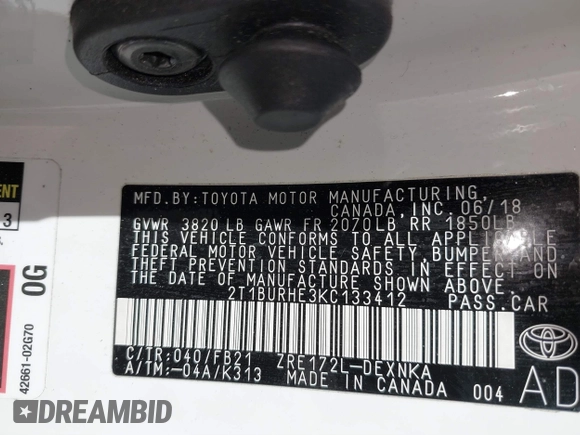 MFD.BY:TOYOTA MOTOR MANUFACTURING,
CANADA, INC. 06/18
GVWR 3820 LB GAWR FR 2070LB RR 1850LB
THIS VEHICLE CONFORMS TO ALL APPLICABLE
FEDERAL MOTOR VEHICLE SAFETY, BUMPER AND
THEFT PREVENTION STANDARDS IN EFFECT ON
THE DATE OF MANUFACTURE SHOWN ABOVE.
2T1BURHE3KC133412 PASS.CAR
C/TR:040/FB21 ZRE172L-DEXNKA
A/TM:-04A/K313 MADE IN CANADA 004
TOYOTA
AD
ENT
3
0G
42661-02G70
DREAMBID